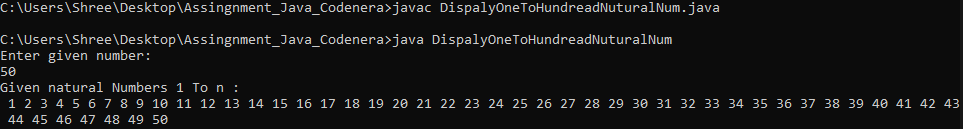 C:\Users\Shree\Desktop\Assingnment_Java_Codenera>javac DispalyOneToHundreadNuturalNum.java
C:\Users\Shree\Desktop\Assingnment_Java_Codenera>java DispalyOneToHundreadNuturalNum
Enter given number:
50
Given natural Numbers 1 To n :
1 2 3 4 5 6 7 8 9 10 11 12 13 14 15 16 17 18 19 20 21 22 23 24 25 26 27 28 29 30 31 32 33 34 35 36 37 38 39 40 41 42 43
44 45 46 47 48 49 50